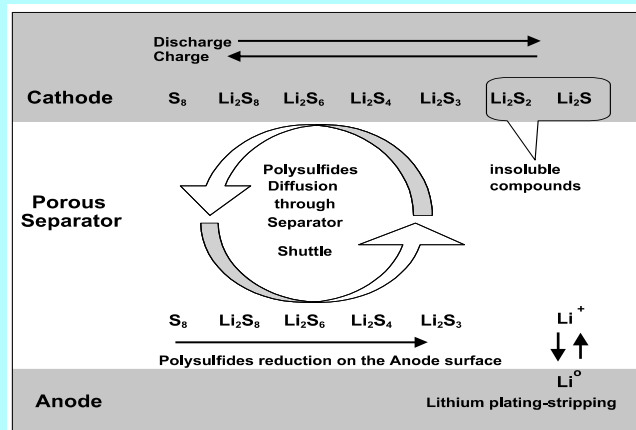 Discharge
Charge
Cathode S₈ Li₂S₈ Li₂S₆ Li₂S₄ Li₂S₃ Li₂S₂ Li₂S
insoluble
compounds
Porous
Separator
Polysulfides
Diffusion
through
Separator
Shuttle
S₈ Li₂S₈ Li₂S₆ Li₂S₄ Li₂S₃
Li⁺
Polysulfides reduction on the Anode surface
Li⁰
Anode
Lithium plating-stripping